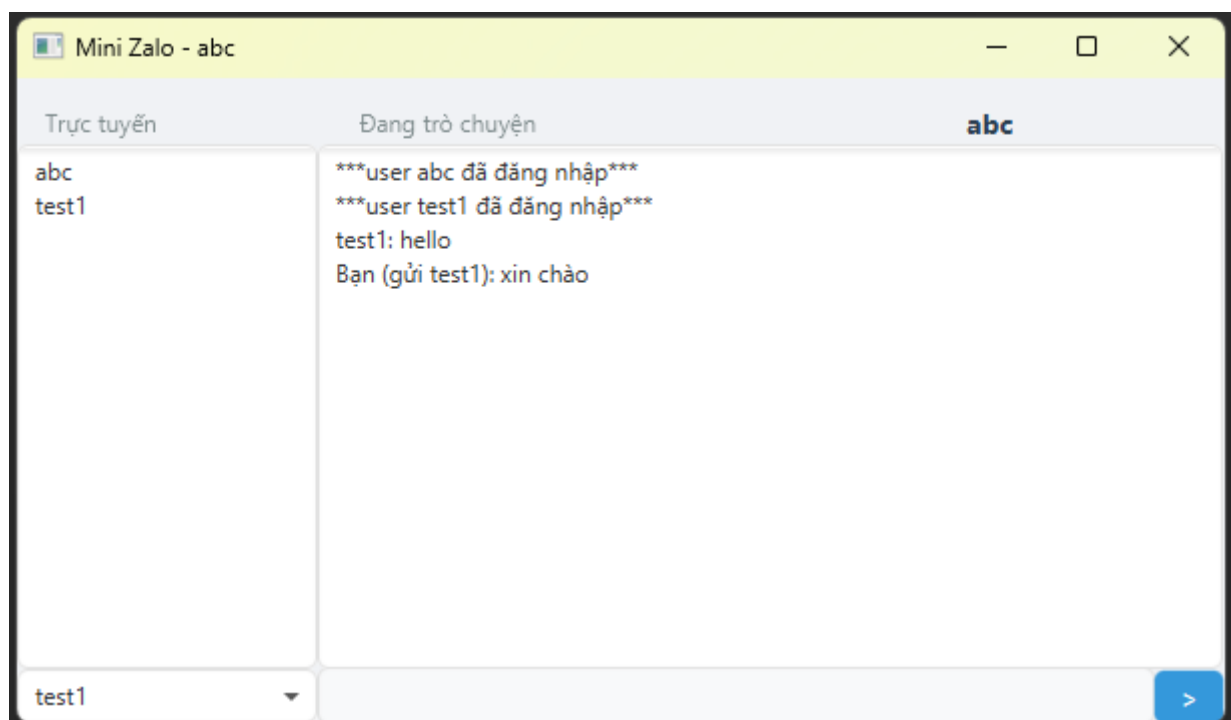 Mini Zalo - abc
Trực tuyến
Đang trò chuyện
abc
abc
test1
***user abc đã đăng nhập***
***user test1 đã đăng nhập***
test1: hello
Bạn (gửi test1): xin chào
test1
>